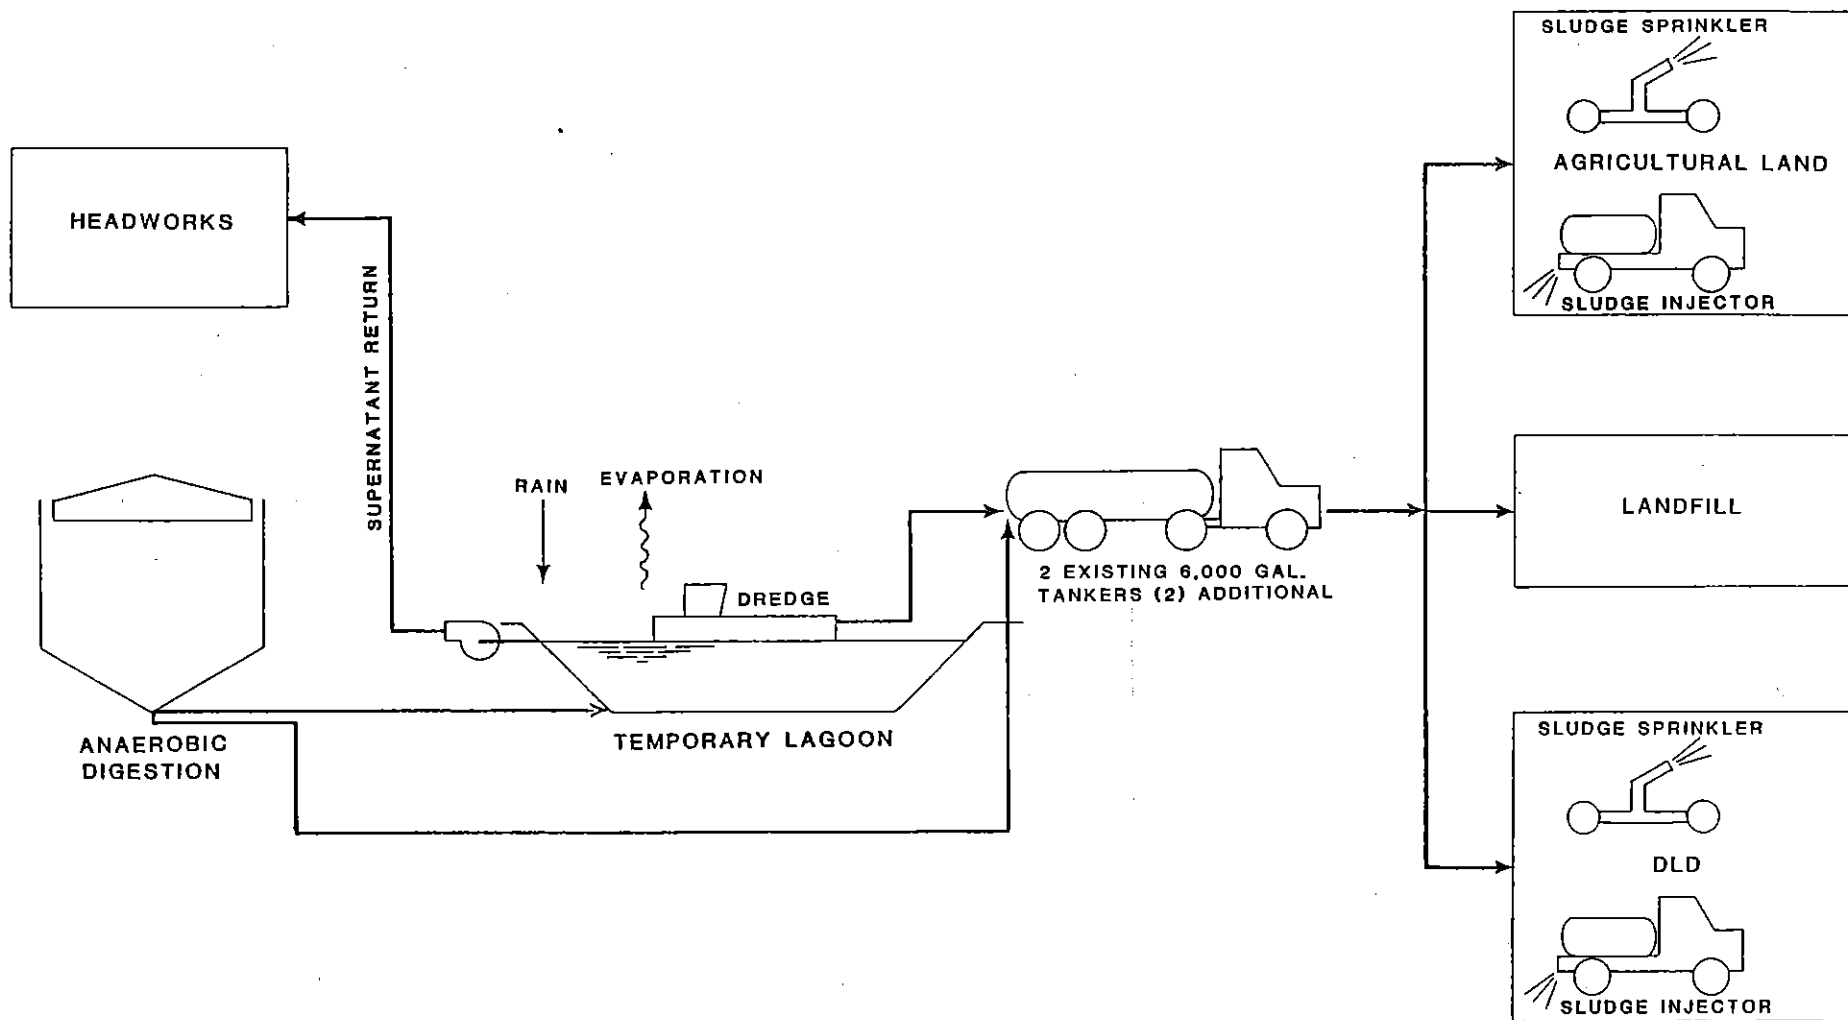 SLUDGE SPRINKLER
AGRICULTURAL LAND
SLUDGE INJECTOR
HEADWORKS
SUPERNATANT RETURN
RAIN
EVAPORATION
DREDGE
2 EXISTING 6,000 GAL.
TANKERS (2) ADDITIONAL
LANDFILL
ANAEROBIC
DIGESTION
TEMPORARY LAGOON
SLUDGE SPRINKLER
DLD
SLUDGE INJECTOR